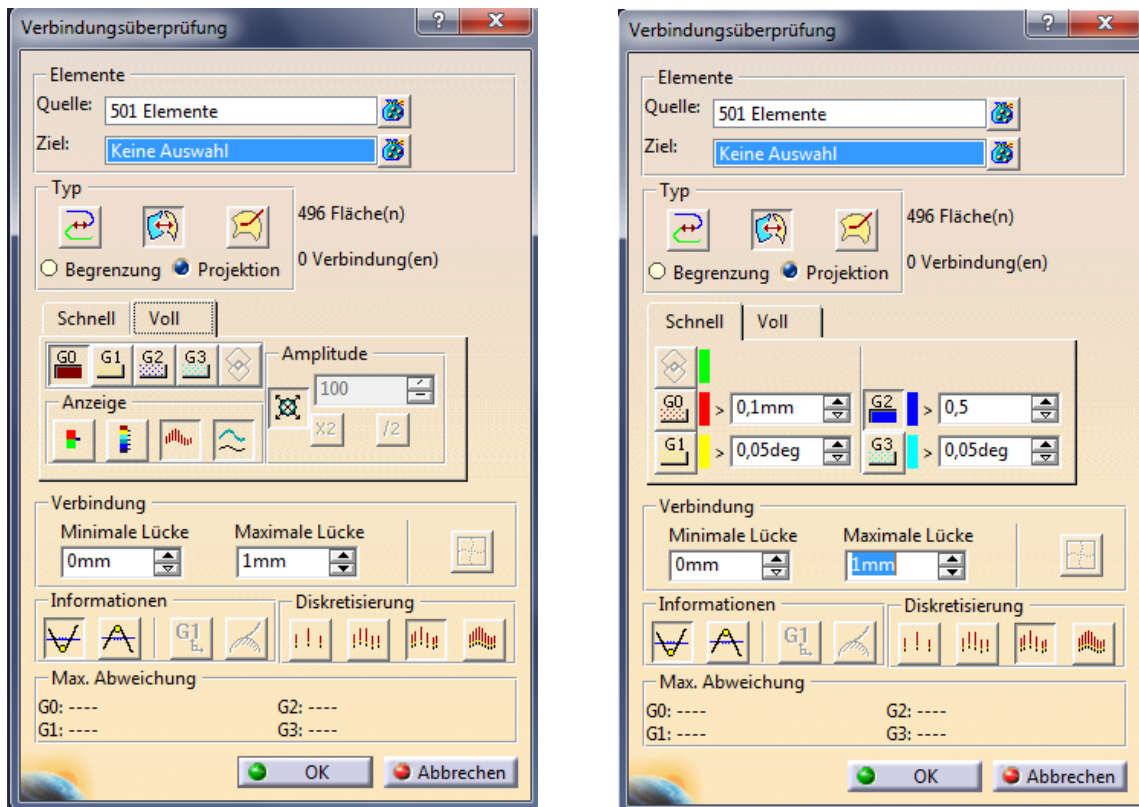 Verbindungsüberprüfung
?
X
Elemente
Quelle: 501 Elemente
Ziel: Keine Auswahl
Typ
496 Fläche(n)
0 Verbindung(en)
Begrenzung Projektion
Schnell Voll
G0 G1 G2 G3
Amplitude
100
X2 /2
Anzeige
Verbindung
Minimale Lücke Maximale Lücke
0mm 1mm
Informationen Diskretisierung
G1
Max. Abweichung
G0: ---- G2: ----
G1: ---- G3: ----
OK Abbrechen
Verbindungsüberprüfung
?
X
Elemente
Quelle: 501 Elemente
Ziel: Keine Auswahl
Typ
496 Fläche(n)
0 Verbindung(en)
Begrenzung Projektion
Schnell Voll
G0 > 0,1mm G2 > 0,5
G1 > 0,05deg G3 > 0,05deg
Verbindung
Minimale Lücke Maximale Lücke
0mm 1mm
Informationen Diskretisierung
G1
Max. Abweichung
G0: ---- G2: ----
G1: ---- G3: ----
OK Abbrechen